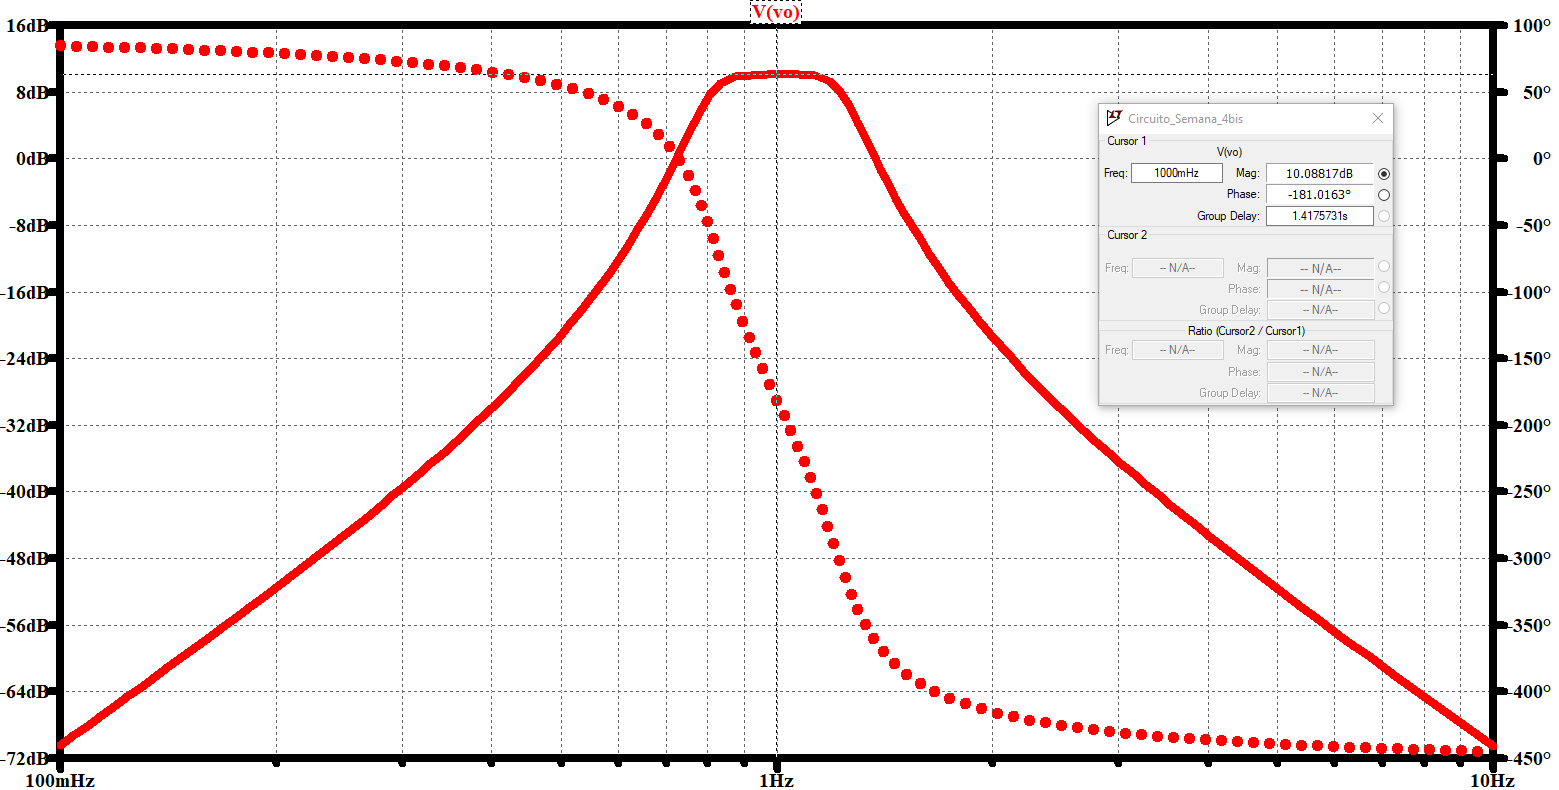 V(vo)
16dB 100°
8dB 50°
0dB 0°
-8dB -50°
-16dB -100°
-24dB -150°
-32dB -200°
-40dB -250°
-48dB -300°
-56dB -350°
-64dB -400°
-72dB -450°
100mHz 1Hz 10Hz
Circuito_Semana_4bis
Cursor 1
V(vo)
Freq: 1000mHz Mag: 10.08817dB
Phase: -181.0163°
Group Delay: 1.4175731s
Cursor 2
Freq: -- N/A-- Mag: -- N/A--
Phase: -- N/A--
Group Delay: -- N/A--
Ratio (Cursor2 / Cursor1)
Freq: -- N/A-- Mag: -- N/A--
Phase: -- N/A--
Group Delay: -- N/A--